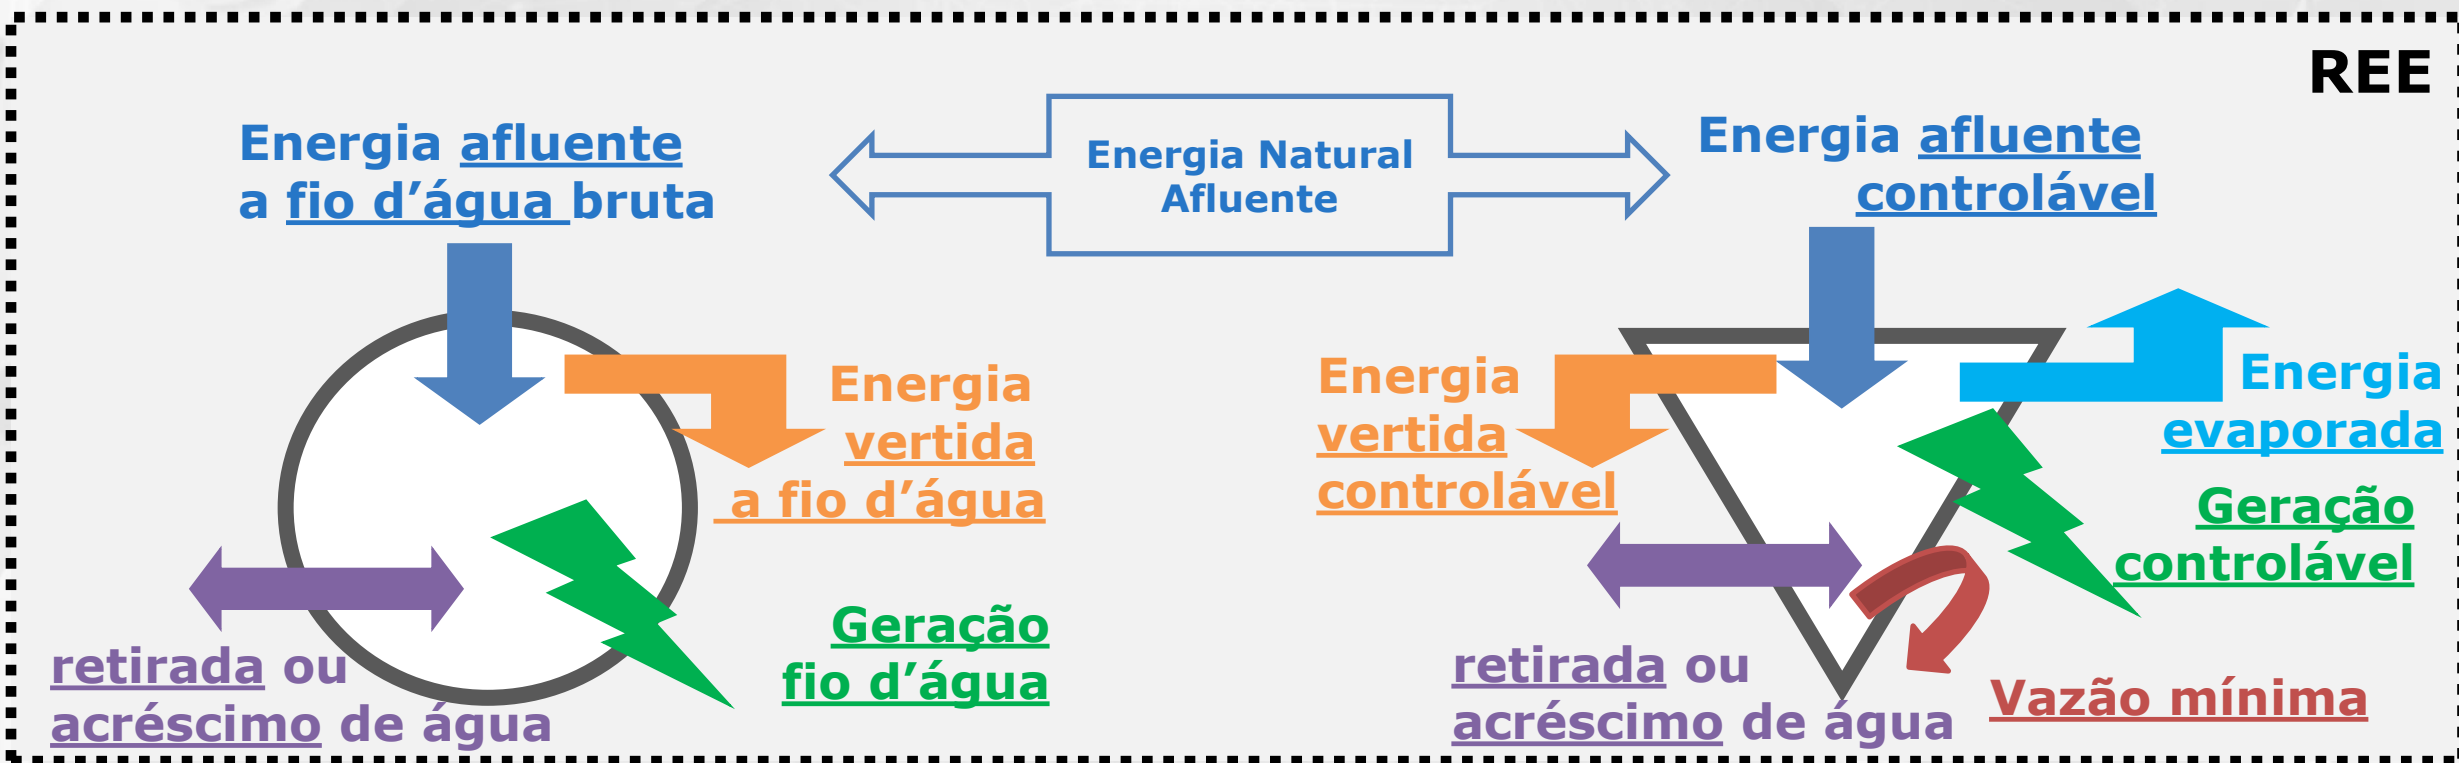 REE
Energia afluente
a fio d’água bruta
Energia Natural
Afluente
Energia afluente
controlável
Energia
vertida
a fio d’água
Geração
fio d’água
retirada ou
acréscimo de água
Energia
vertida
controlável
Energia
evaporada
Geração
controlável
retirada ou
acréscimo de água
Vazão mínima